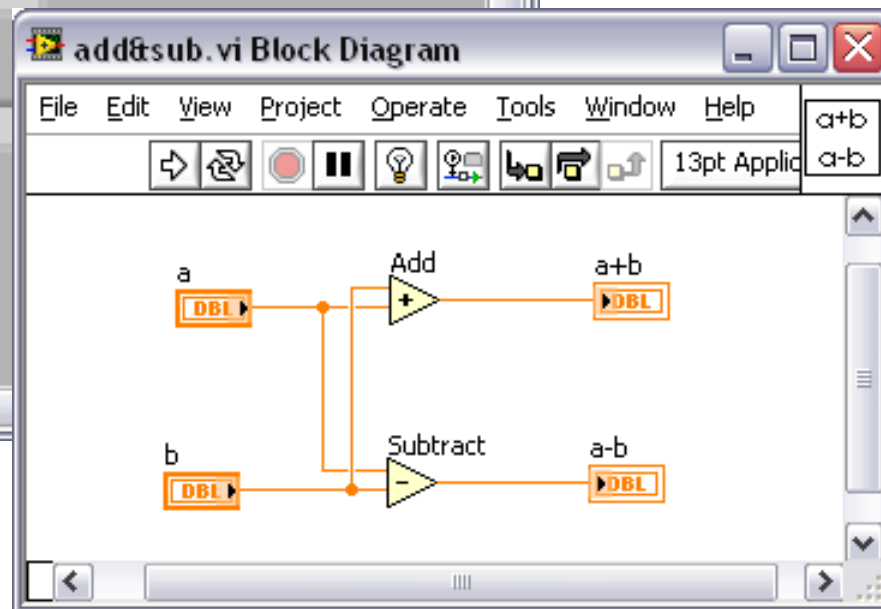 add&sub.vi Block Diagram
File Edit View Project Operate Tools Window Help
a+b
a-b
13pt Applic
a
Add
a+b
DBL
+
DBL
b
Subtract
a-b
DBL
-
DBL